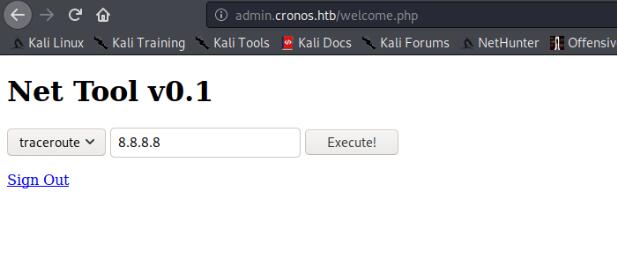 admin.cronos.htb/welcome.php
Kali Linux Kali Training Kali Tools Kali Docs Kali Forums NetHunter Offensiv
Net Tool v0.1
traceroute 8.8.8.8 Execute!
Sign Out